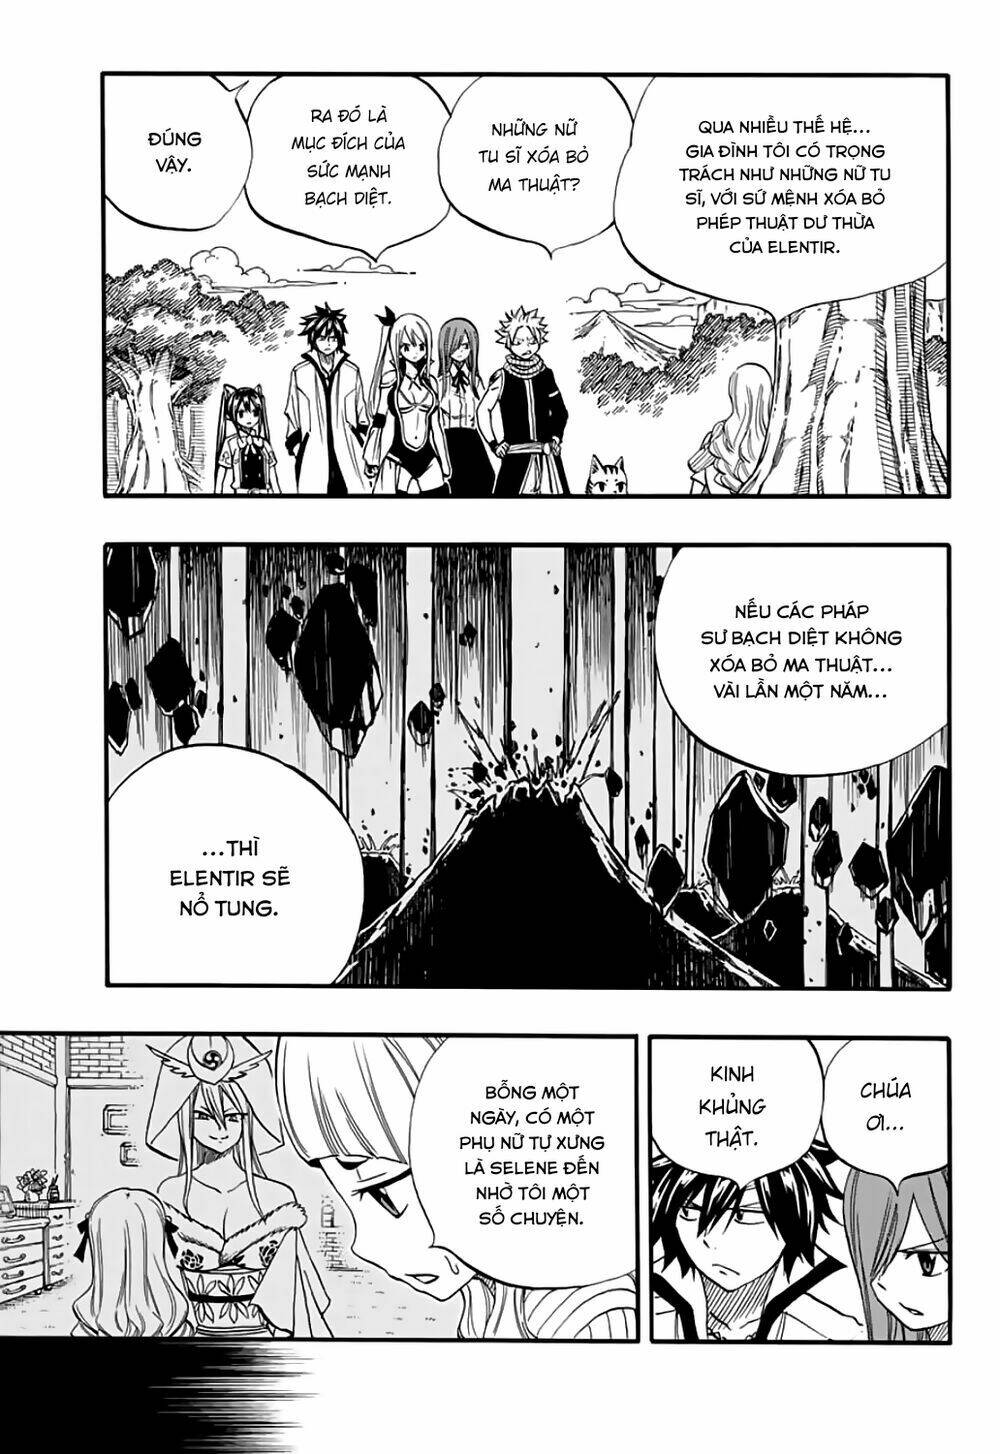 QUA NHIỀU THẾ HỆ...
GIA ĐÌNH TÔI CÓ TRỌNG
TRÁCH NHƯ NHỮNG NỮ TU
SĨ, VỚI SỨ MỆNH XÓA BỎ
PHÉP THUẬT DƯ THỪA
CỦA ELENTIR.
NHỮNG NỮ
TU SĨ XÓA BỎ
MA THUẬT?
RA ĐÓ LÀ
MỤC ĐÍCH CỦA
SỨC MẠNH
BẠCH DIỆT.
ĐÚNG
VẬY.
NẾU CÁC PHÁP
SƯ BẠCH DIỆT KHÔNG
XÓA BỎ MA THUẬT...
VÀI LẦN MỘT NĂM...
...THÌ
ELENTIR SẼ
NỔ TUNG.
CHÚA
ƠI...
KINH
KHỦNG
THẬT.
BỖNG MỘT
NGÀY, CÓ MỘT
PHỤ NỮ TỰ XƯNG
LÀ SELENE ĐẾN
NHỜ TÔI MỘT
SỐ CHUYỆN.